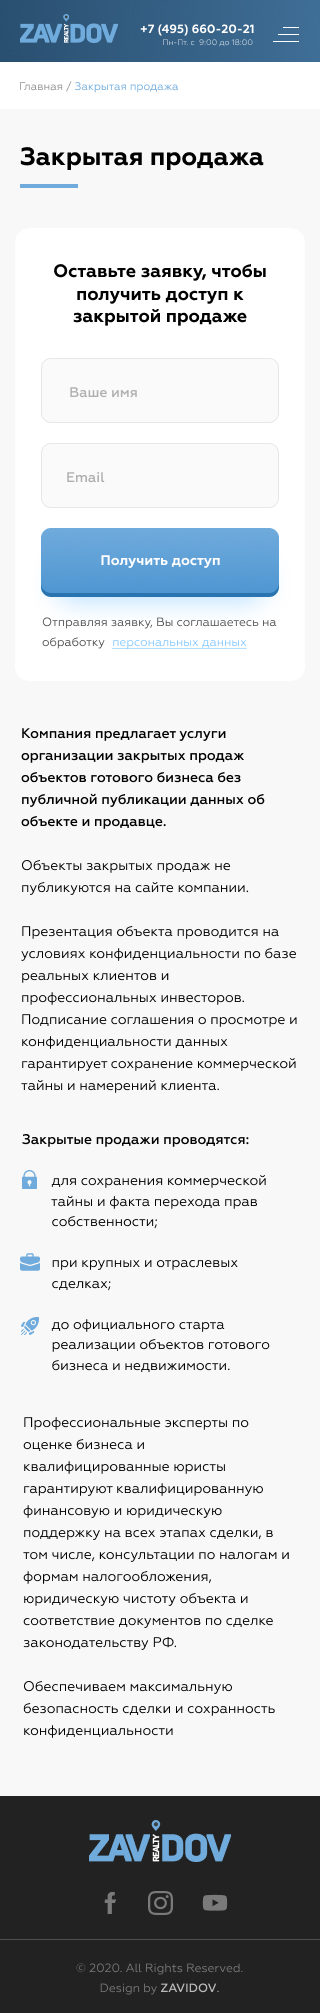 ZAVIDOV
REALTY
+7 (495) 660-20-21
Пн-Пт. с 9:00 до 18:00
Главная / Закрытая продажа
Закрытая продажа
Оставьте заявку, чтобы
получить доступ к
закрытой продаже
Ваше имя
Email
Получить доступ
Отправляя заявку, Вы соглашаетесь на
обработку персональных данных
Компания предлагает услуги
организации закрытых продаж
объектов готового бизнеса без
публичной публикации данных об
объекте и продавце.
Объекты закрытых продаж не
публикуются на сайте компании.
Презентация объекта проводится на
условиях конфиденциальности по базе
реальных клиентов и
профессиональных инвесторов.
Подписание соглашения о просмотре и
конфиденциальности данных
гарантирует сохранение коммерческой
тайны и намерений клиента.
Закрытые продажи проводятся:
для сохранения коммерческой
тайны и факта перехода прав
собственности;
при крупных и отраслевых
сделках;
до официального старта
реализации объектов готового
бизнеса и недвижимости.
Профессиональные эксперты по
оценке бизнеса и
квалифицированные юристы
гарантируют квалифицированную
финансовую и юридическую
поддержку на всех этапах сделки, в
том числе, консультации по налогам и
формам налогообложения,
юридическую чистоту объекта и
соответствие документов по сделке
законодательству РФ.
Обеспечиваем максимальную
безопасность сделки и сохранность
конфиденциальности
ZAVIDOV
REALTY
© 2020. All Rights Reserved.
Design by ZAVIDOV.